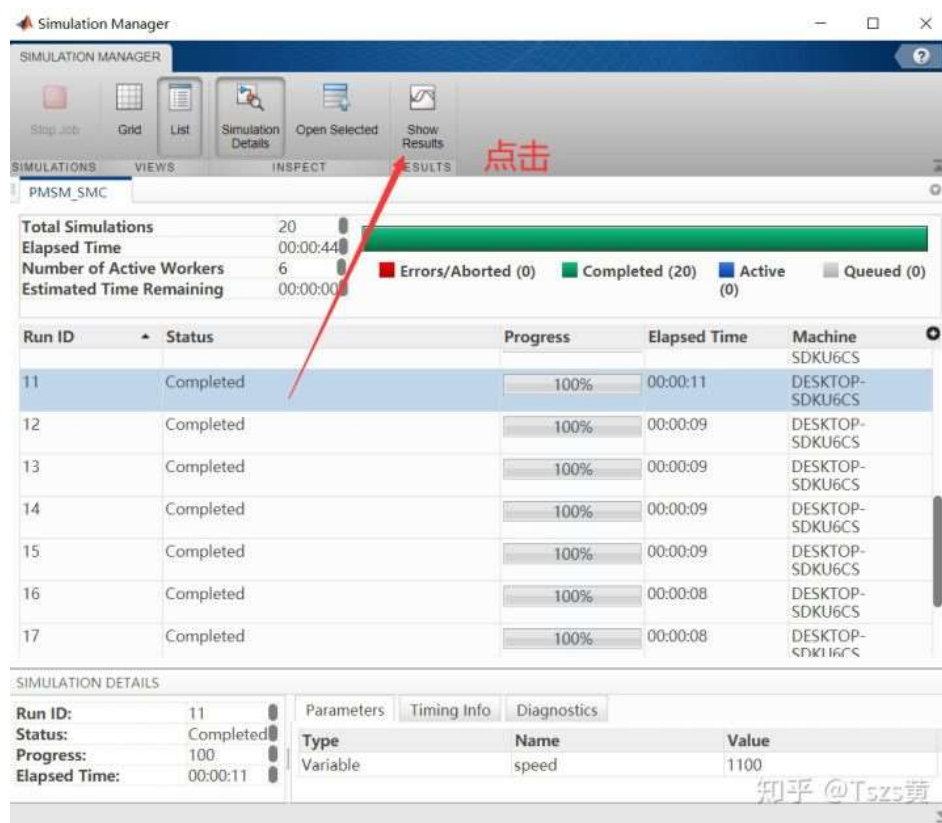 Simulation Manager
SIMULATION MANAGER
Stop Job
Grid
List
Simulation Details
Open Selected
Show Results
SIMULATIONS
VIEWS
INSPECT
RESULTS
点击
PMSM_SMC
Total Simulations 20
Elapsed Time 00:00:44
Number of Active Workers 6
Estimated Time Remaining 00:00:00
Errors/Aborted (0) Completed (20) Active (0) Queued (0)
Run ID Status Progress Elapsed Time Machine
SDKU6CS
11 Completed 100% 00:00:11 DESKTOP-
SDKU6CS
12 Completed 100% 00:00:09 DESKTOP-
SDKU6CS
13 Completed 100% 00:00:09 DESKTOP-
SDKU6CS
14 Completed 100% 00:00:09 DESKTOP-
SDKU6CS
15 Completed 100% 00:00:09 DESKTOP-
SDKU6CS
16 Completed 100% 00:00:08 DESKTOP-
SDKU6CS
17 Completed 100% 00:00:08 DESKTOP-
SDKU6CS
SIMULATION DETAILS
Run ID: 11
Status: Completed
Progress: 100
Elapsed Time: 00:00:11
Parameters Timing Info Diagnostics
Type Name Value
Variable speed 1100
知乎 @Tszs黄